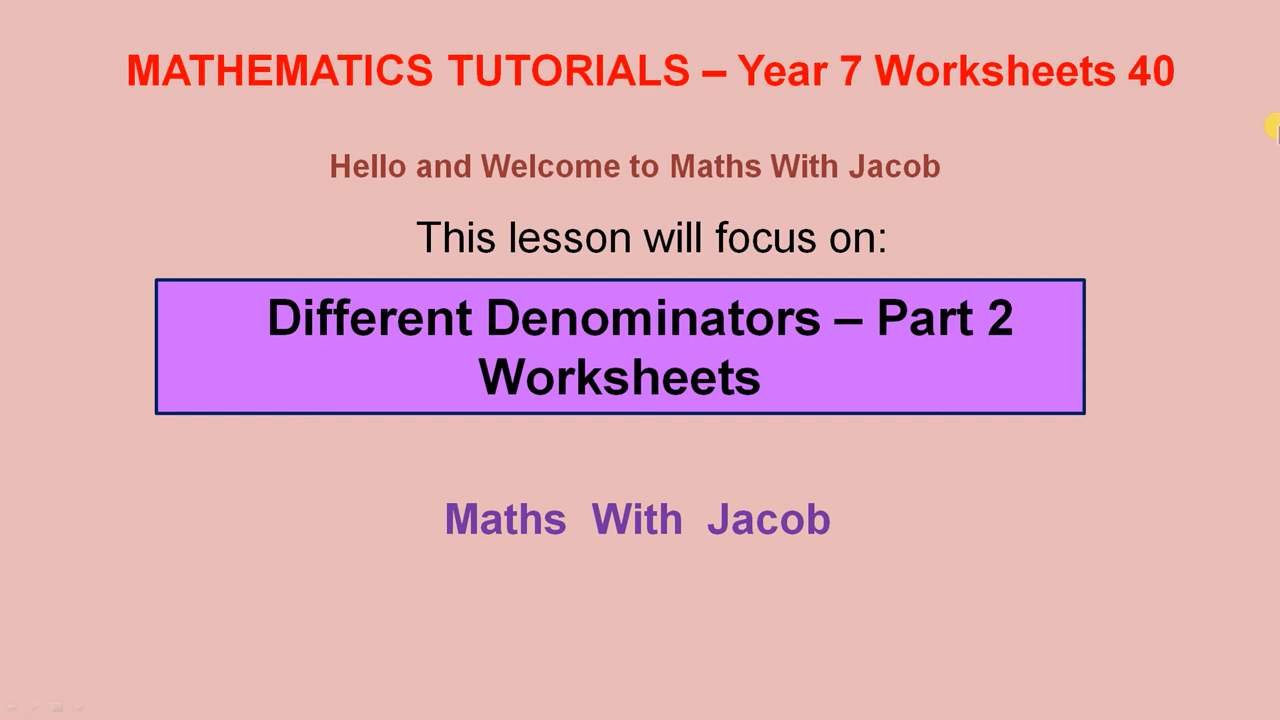 MATHEMATICS TUTORIALS – Year 7 Worksheets 40
Hello and Welcome to Maths With Jacob
This lesson will focus on:
Different Denominators – Part 2
Worksheets
Maths With Jacob